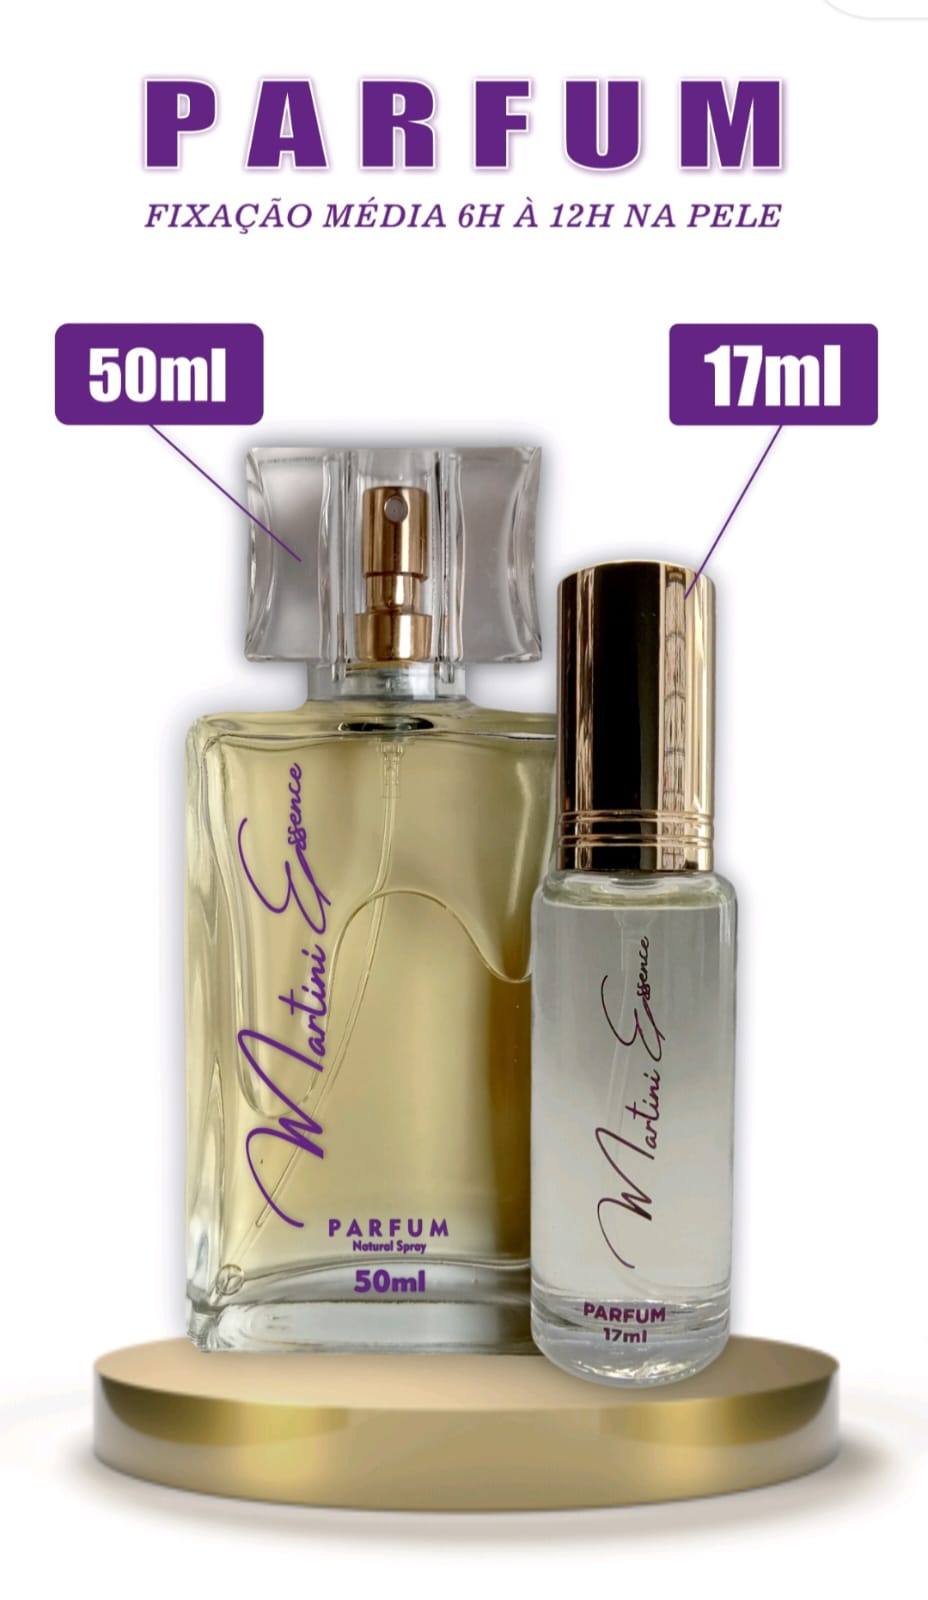 PARFUM
FIXAÇÃO MÉDIA 6H À 12H NA PELE
50ml
17ml
Martini Essence
PARFUM
Natural Spray
50ml
Martini Essence
PARFUM
17ml